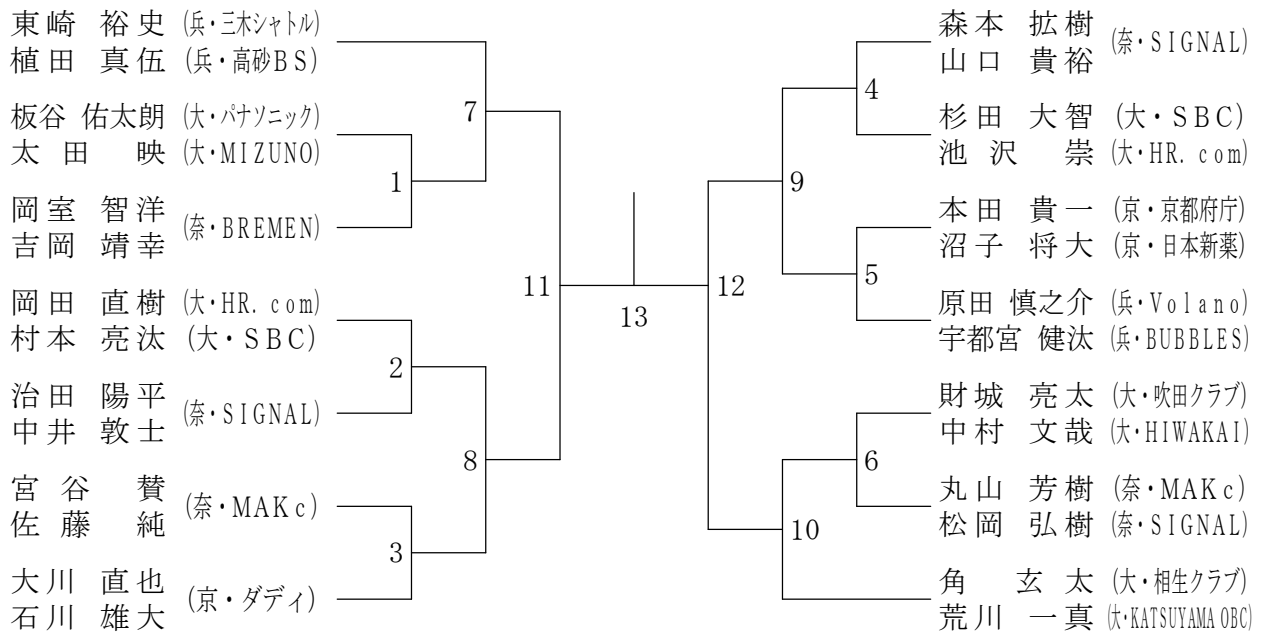 東崎 裕史 (兵・三木シャトル)
植田 真伍 (兵・高砂BS)
板谷 佑太朗 (大・パナソニック)
太田 映 (大・MIZUNO)
岡室 智洋
吉岡 靖幸
(奈・BREMEN)
岡田 直樹 (大・HR.com)
村本 亮汰 (大・SBC)
治田 陽平
中井 敦士
(奈・SIGNAL)
宮谷 賛
佐藤 純
(奈・MAKc)
大川 直也
石川 雄大
(京・ダディ)
7
1
2
8
3
11
13
12
4
9
5
6
10
森本 拡樹
山口 貴裕
(奈・SIGNAL)
杉田 大智 (大・SBC)
池沢 崇 (大・HR.com)
本田 貴一 (京・京都府庁)
沼子 将大 (京・日本新薬)
原田 慎之介 (兵・Volano)
宇都宮 健汰 (兵・BUBBLES)
財城 亮太 (大・吹田クラブ)
中村 文哉 (大・HIWAKAI)
丸山 芳樹 (奈・MAKc)
松岡 弘樹 (奈・SIGNAL)
角 玄太 (大・相生クラブ)
荒川 一真 (大・KATSUYAMA OBC)